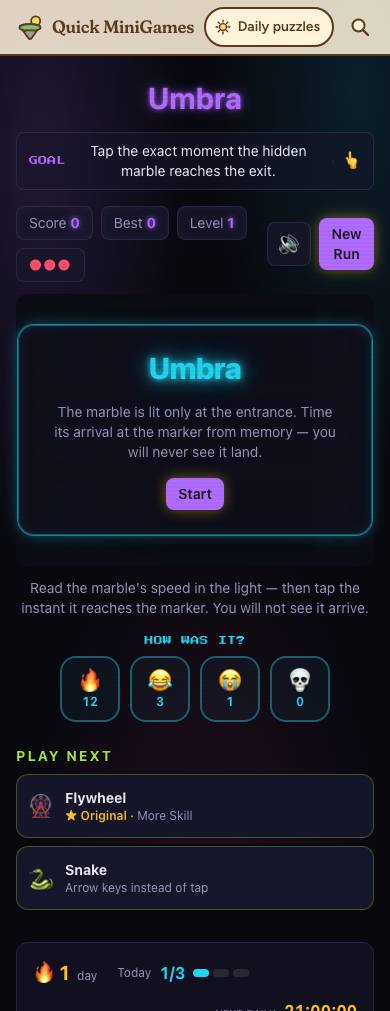 Quick MiniGames
Daily puzzles
Umbra
GOAL
Tap the exact moment the hidden
marble reaches the exit.
Score 0
Best 0
Level 1
New
Run
Umbra
The marble is lit only at the entrance. Time
its arrival at the marker from memory — you
will never see it land.
Start
Read the marble's speed in the light — then tap the
instant it reaches the marker. You will not see it arrive.
HOW WAS IT?
12
3
1
0
PLAY NEXT
Flywheel
Original · More Skill
Snake
Arrow keys instead of tap
1 day
Today 1/3